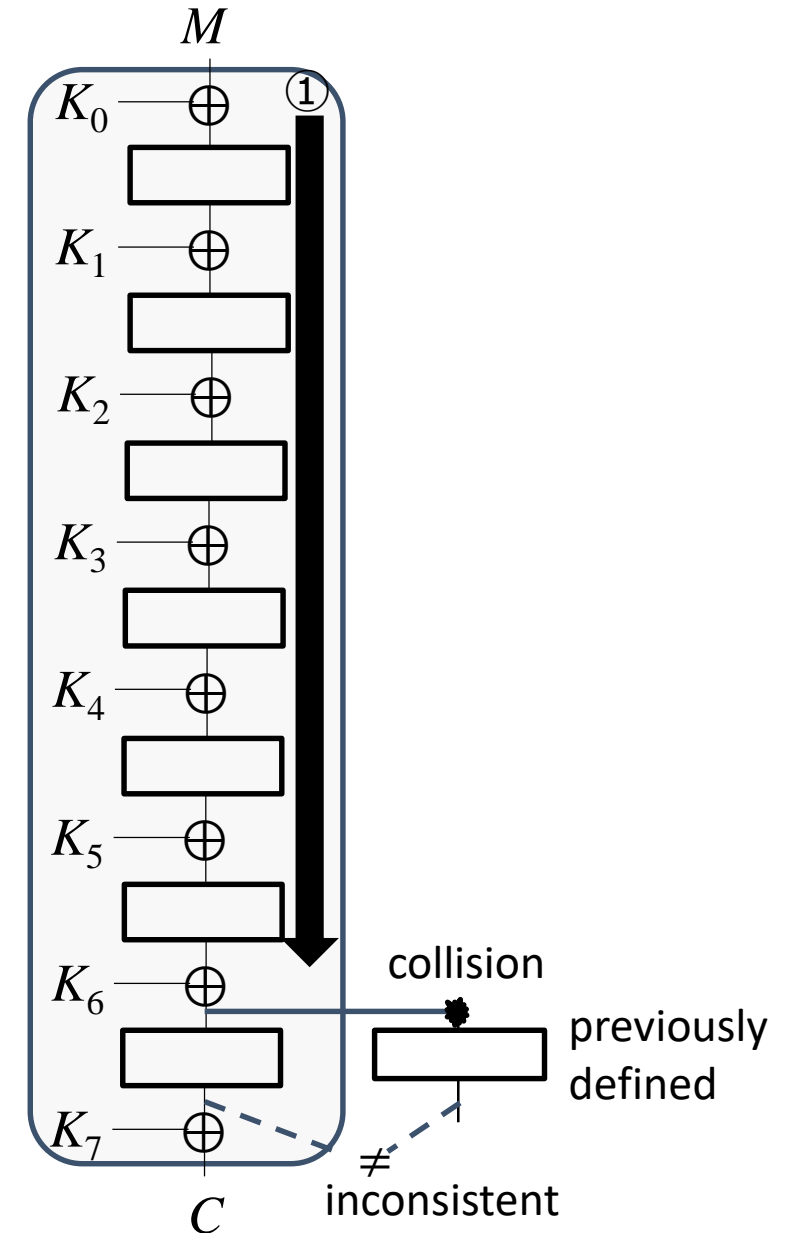 M
①
K₀
K₁
K₂
K₃
K₄
K₅
collision
K₆
previously
defined
K₇
≠
inconsistent
C